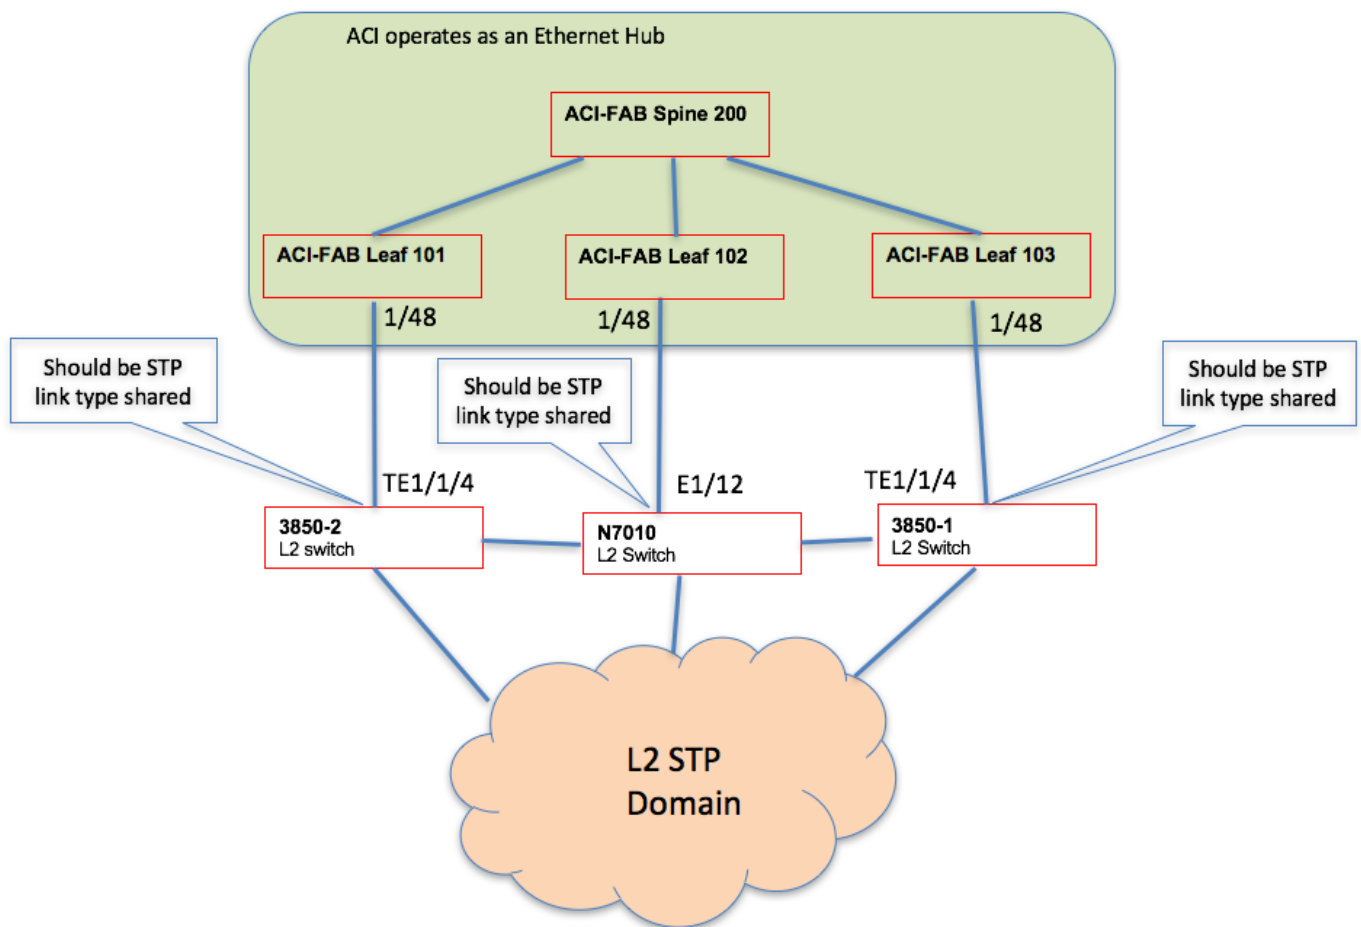 ACI operates as an Ethernet Hub
ACI-FAB Spine 200
ACI-FAB Leaf 101
ACI-FAB Leaf 102
ACI-FAB Leaf 103
1/48
1/48
1/48
Should be STP
link type shared
Should be STP
link type shared
Should be STP
link type shared
TE1/1/4
E1/12
TE1/1/4
3850-2
L2 switch
N7010
L2 Switch
3850-1
L2 Switch
L2 STP
Domain